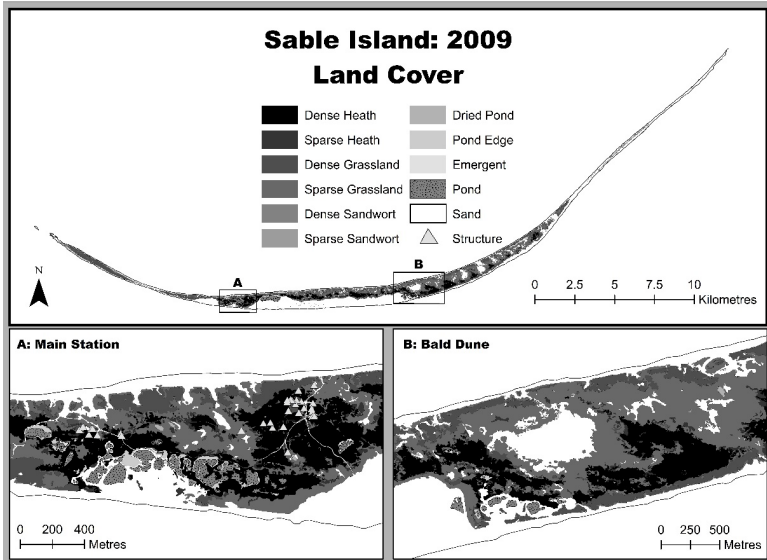 Sable Island: 2009
Land Cover
Dense Heath
Sparse Heath
Dense Grassland
Sparse Grassland
Dense Sandwort
Sparse Sandwort
Dried Pond
Pond Edge
Emergent
Pond
Sand
Structure
N
A
B
0 2.5 5 7.5 10
Kilometres
A: Main Station
0 200 400
Metres
B: Bald Dune
0 250 500
Metres